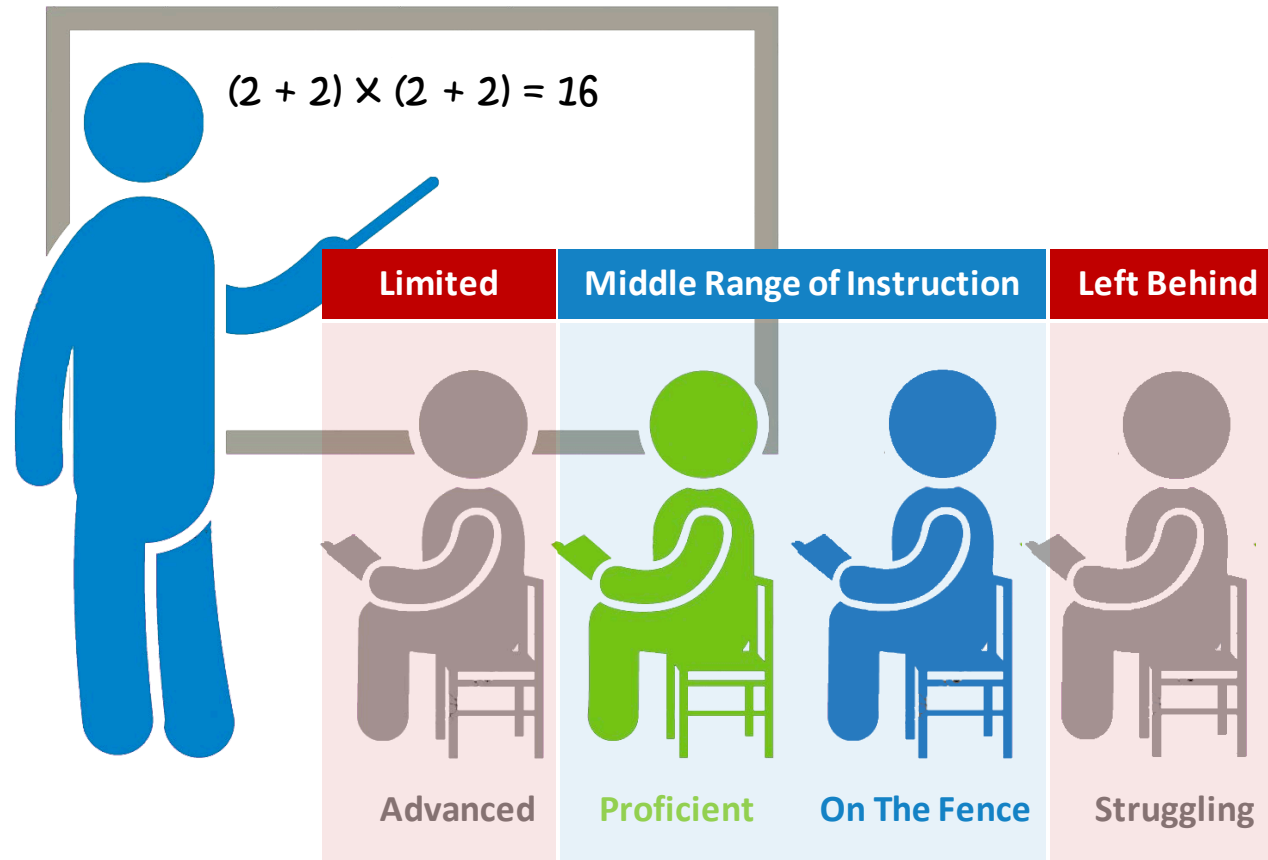 (2 + 2) X (2 + 2) = 16
Limited
Middle Range of Instruction
Left Behind
Advanced
Proficient
On The Fence
Struggling